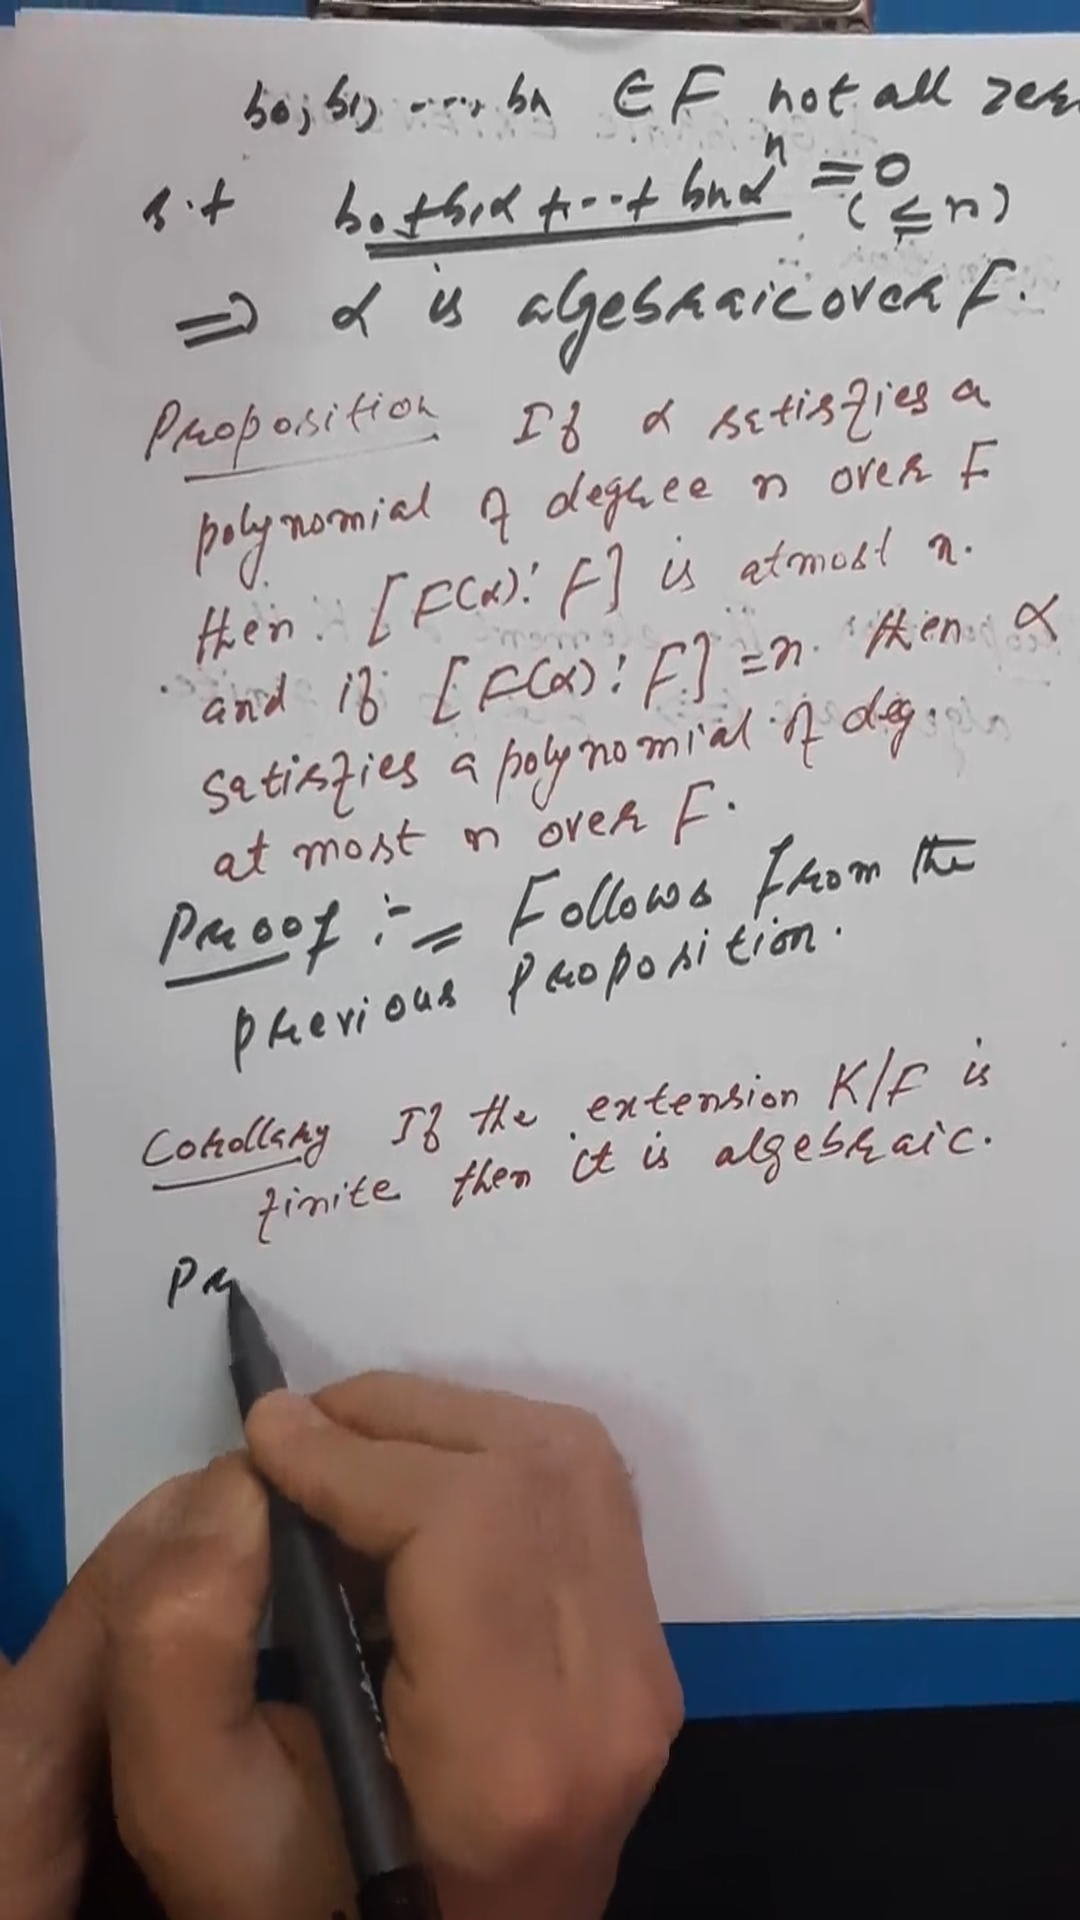 b0, b1, ...., bn ∈ F not all zer
s.t b0 + b1α + ... + bnα^n = 0
(≤ n)
⇒ α is algebraic over F.
Proposition If α satisfies a
polynomial of degree n over F
then [F(α): F] is atmost n.
and if [F(α): F] = n. then α
satisfies a polynomial of deg.
at most n over F.
Proof :- Follows from the
previous proposition.
Corollary If the extension K/F is
finite then it is algebraic.
Pr